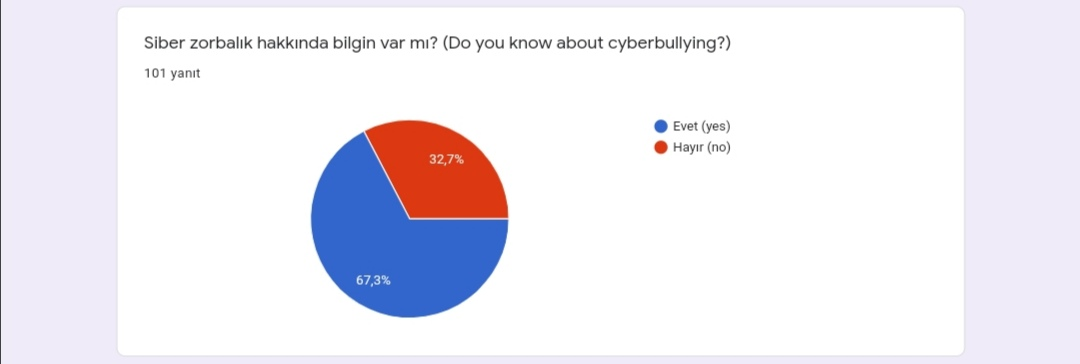 Siber zorbalık hakkında bilgin var mı? (Do you know about cyberbullying?)
101 yanıt
Evet (yes)
Hayır (no)
32,7%
67,3%